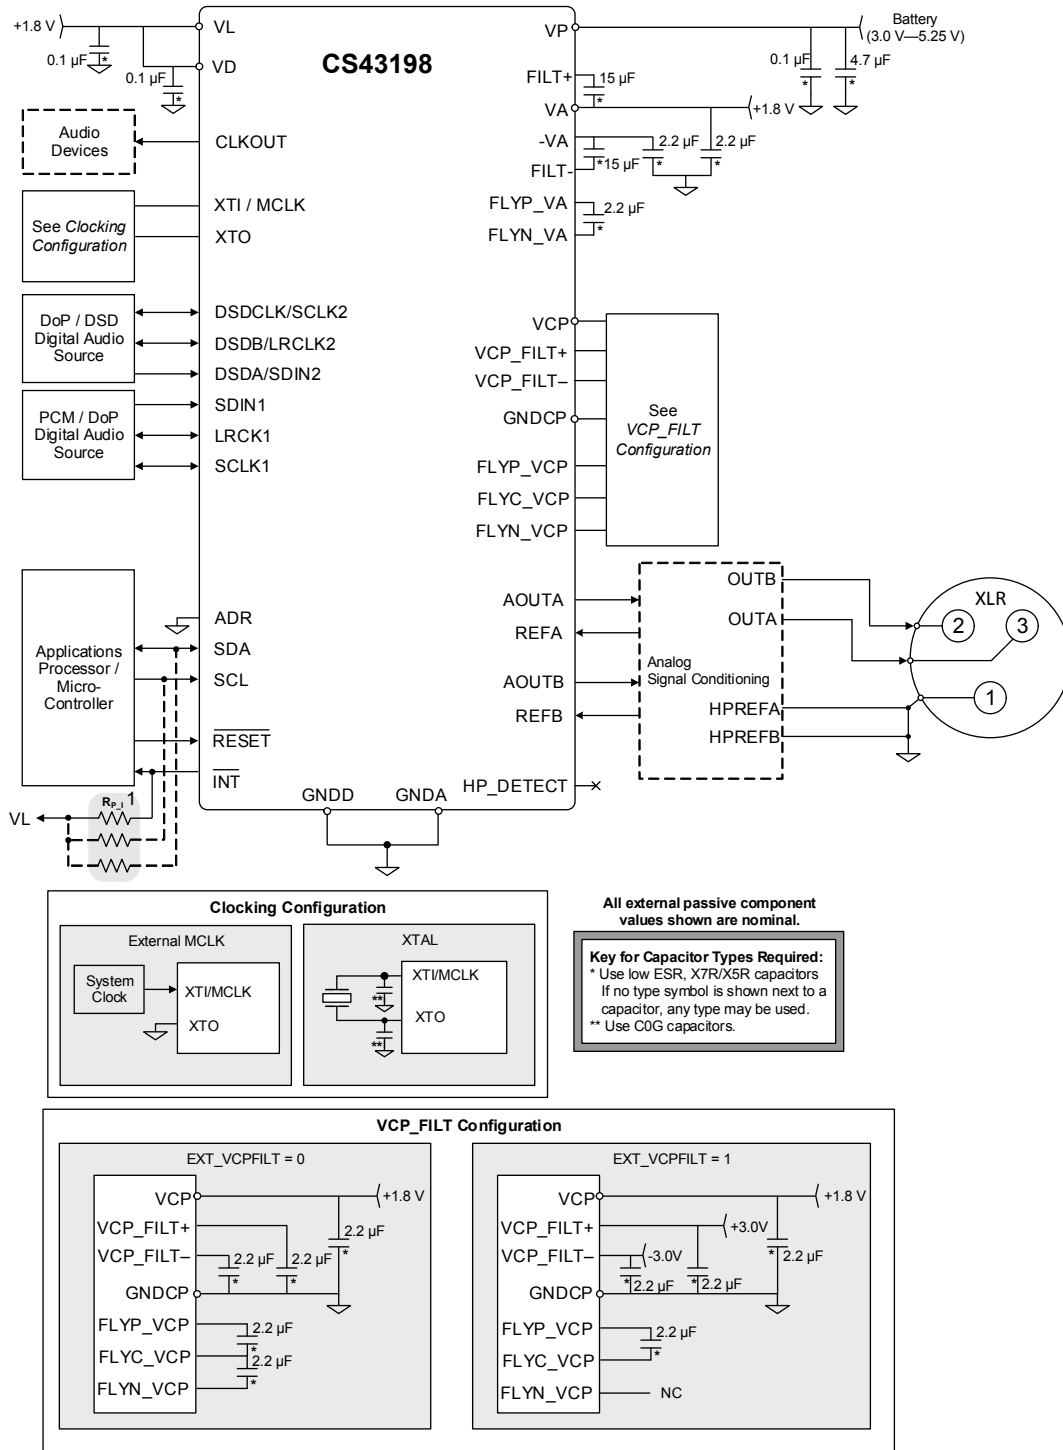 +1.8 V
VL
0.1 µF
*
VD
0.1 µF
*
CS43198
VP
Battery
(3.0 V—5.25 V)
0.1 µF
*
4.7 µF
*
FILT+
15 µF
*
VA
+1.8 V
-VA
2.2 µF
*
2.2 µF
*
*15 µF
FILT-
FLYP_VA
2.2 µF
*
FLYN_VA
Audio
Devices
CLKOUT
See Clocking
Configuration
XTI / MCLK
XTO
DoP / DSD
Digital Audio
Source
DSDCLK/SCLK2
DSDB/LRCLK2
DSDA/SDIN2
PCM / DoP
Digital Audio
Source
SDIN1
LRCK1
SCLK1
VCP
VCP_FILT+
VCP_FILT–
GNDCP
FLYP_VCP
FLYC_VCP
FLYN_VCP
See
VCP_FILT
Configuration
Applications
Processor /
Micro-
Controller
ADR
SDA
SCL
RESET
INT
VL
RP_I 1
GNDD
GNDA
AOUTA
REFA
AOUTB
REFB
HP_DETECT
Analog
Signal Conditioning
OUTB
OUTA
HPREFA
HPREFB
XLR
2
3
1
Clocking Configuration
External MCLK
System
Clock
XTI/MCLK
XTO
XTAL
**
**
XTI/MCLK
XTO
All external passive component
values shown are nominal.
Key for Capacitor Types Required:
* Use low ESR, X7R/X5R capacitors
If no type symbol is shown next to a
capacitor, any type may be used.
** Use C0G capacitors.
VCP_FILT Configuration
EXT_VCPFILT = 0
VCP
+1.8 V
VCP_FILT+
2.2 µF
*
VCP_FILT–
2.2 µF
*
2.2 µF
*
GNDCP
FLYP_VCP
2.2 µF
*
FLYC_VCP
2.2 µF
*
FLYN_VCP
EXT_VCPFILT = 1
VCP
+1.8 V
VCP_FILT+
+3.0V
VCP_FILT–
-3.0V
*
2.2 µF
*
2.2 µF
*
2.2 µF
GNDCP
FLYP_VCP
2.2 µF
*
FLYC_VCP
FLYN_VCP
NC